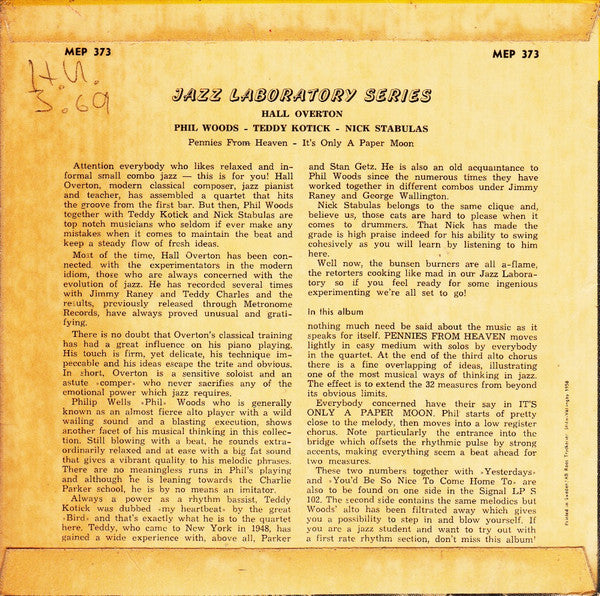 MEP 373
MEP 373
H.U.
3.69
JAZZ LABORATORY SERIES
HALL OVERTON
PHIL WOODS - TEDDY KOTICK - NICK STABULAS
Pennies From Heaven - It's Only A Paper Moon
Attention everybody who likes relaxed and in-
formal small combo jazz — this is for you! Hall
Overton, modern classical composer, jazz pianist
and teacher, has assembled a quartet that hits
the groove from the first bar. But then, Phil Woods
together with Teddy Kotick and Nick Stabulas are
top notch musicians who seldom if ever make any
mistakes when it comes to maintain the beat and
keep a steady flow of fresh ideas.
Most of the time, Hall Overton has been con-
nected with the experimentators in the modern
idiom, those who are always concerned with the
evolution of jazz. He has recorded several times
with Jimmy Raney and Teddy Charles and the
results, previously released through Metronome
Records, have always proved unusual and grati-
fying.
There is no doubt that Overton's classical training
has had a great influence on his piano playing.
His touch is firm, yet delicate, his technique im-
peccable and his ideas escape the trite and obvious.
In short, Overton is a sensitive soloist and an
astute »comper» who never sacrifies any of the
emotional power which jazz requires.
Philip Wells »Phil» Woods who is generally
known as an almost fierce alto player with a wild
wailing sound and a blasting execution, shows
another facet of his musical thinking in this collec-
tion. Still blowing with a beat, he sounds extra-
ordinarily relaxed and at ease with a big fat sound
that gives a vibrant quality to his melodic phrases.
There are no meaningless runs in Phil's playing
and although he is leaning towards the Charlie
Parker school, he is by no means an imitator.
Always a power as a rhythm bassist, Teddy
Kotick was dubbed »my heartbeat» by the great
»Bird» and that's exactly what he is to the quartet
here. Teddy, who came to New York in 1948, has
gained a wide experience with, above all, Parker
and Stan Getz. He is also an old acquaintance to
Phil Woods since the numerous times they have
worked together in different combos under Jimmy
Raney and George Wallington.
Nick Stabulas belongs to the same clique and,
believe us, those cats are hard to please when it
comes to drummers. That Nick has made the
grade is high praise indeed for his ability to swing
cohesively as you will learn by listening to him
here.
Well now, the bunsen burners are all a-flame,
the retorters cooking like mad in our Jazz Labora-
tory so if you feel ready for some ingenious
experimenting we're all set to go!
In this album
nothing much need be said about the music as it
speaks for itself. PENNIES FROM HEAVEN moves
lightly in easy medium with solos by everybody
in the quartet. At the end of the third alto chorus
there is a fine overlapping of ideas, illustrating
one of the most musical ways of thinking in jazz.
The effect is to extend the 32 measures from beyond
its obvious limits.
Everybody concerned have their say in IT'S
ONLY A PAPER MOON. Phil starts of pretty
close to the melody, then moves into a low register
chorus. Note particularly the entrance into the
bridge which offsets the rhythmic pulse by strong
accents, making everything seem a beat ahead for
two measures.
These two numbers together with »Yesterdays»
and »You'd Be So Nice To Come Home To» are
also to be found on one side in the Signal LP S
102. The second side contains the same melodies but
Woods' alto has been filtrated away which gives
you a possibility to step in and blow yourself. If
you are a jazz student and want to try out with
a first rate rhythm section, don't miss this album!
Printed in Sweden
1958